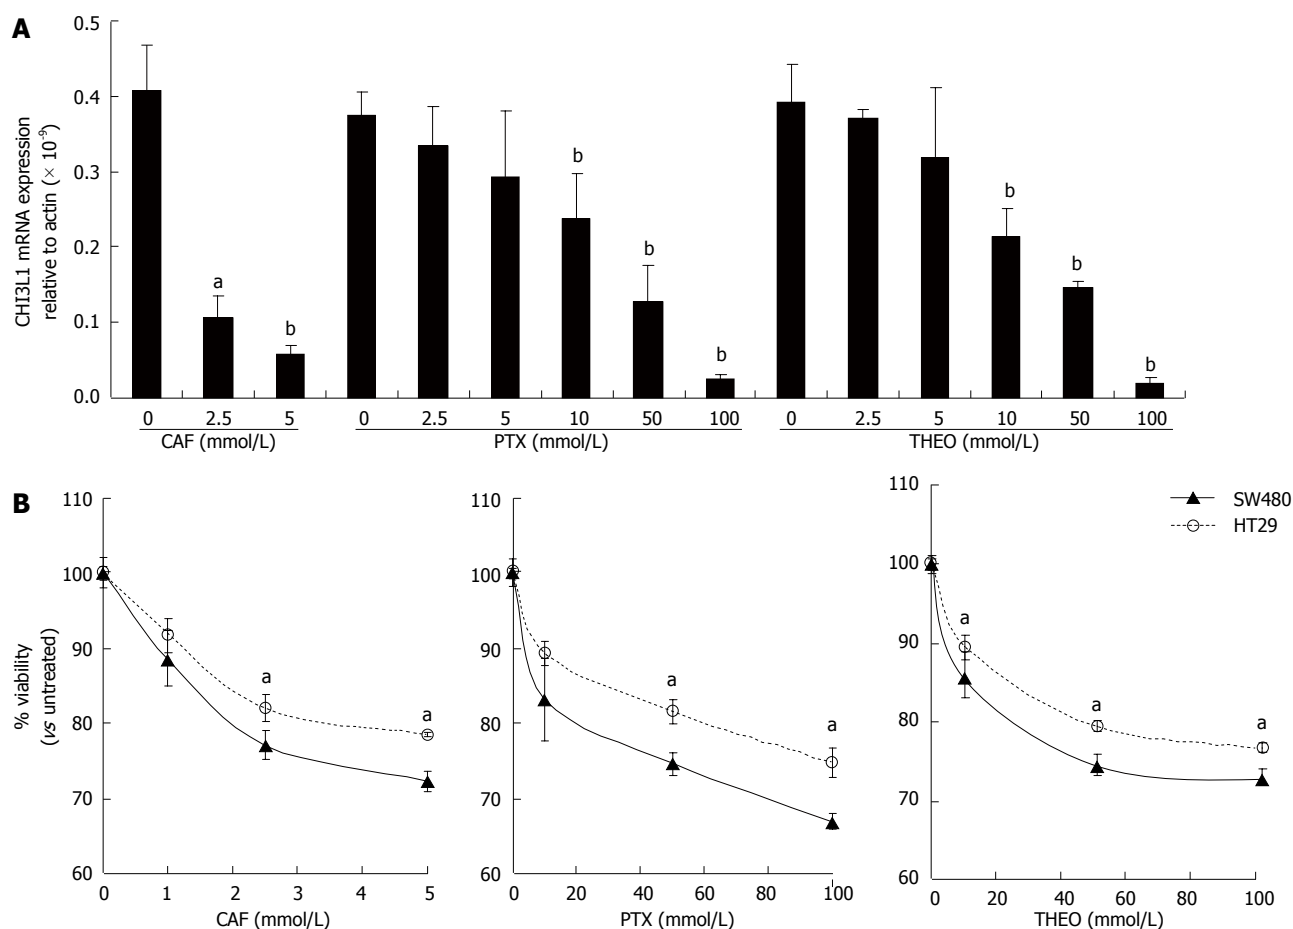 A
CHI3L1 mRNA expression
relative to actin (× 10⁻⁹)
0.5
0.4
0.3
0.2
0.1
0.0
a
b
b
b
b
b
b
b
0 2.5 5 0 2.5 5 10 50 100 0 2.5 5 10 50 100
CAF (mmol/L) PTX (mmol/L) THEO (mmol/L)
B
% viability
(vs untreated)
110
100
90
80
70
60
a
a
0 1 2 3 4 5
CAF (mmol/L)
110
100
90
80
70
60
a
a
0 20 40 60 80 100
PTX (mmol/L)
110
100
90
80
70
60
a
a
a
0 20 40 60 80 100
THEO (mmol/L)
SW480
HT29